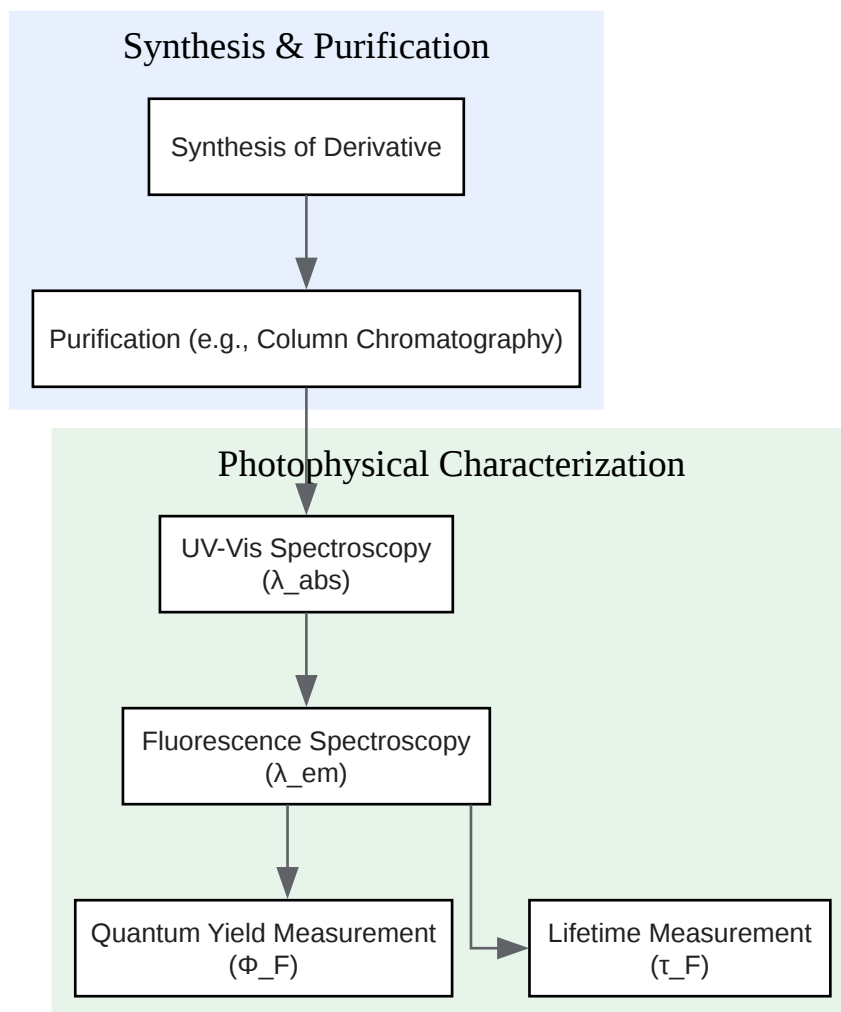 Synthesis & Purification
Synthesis of Derivative
Purification (e.g., Column Chromatography)
Photophysical Characterization
UV-Vis Spectroscopy
(λ_abs)
Fluorescence Spectroscopy
(λ_em)
Quantum Yield Measurement
(Φ_F)
Lifetime Measurement
(τ_F)